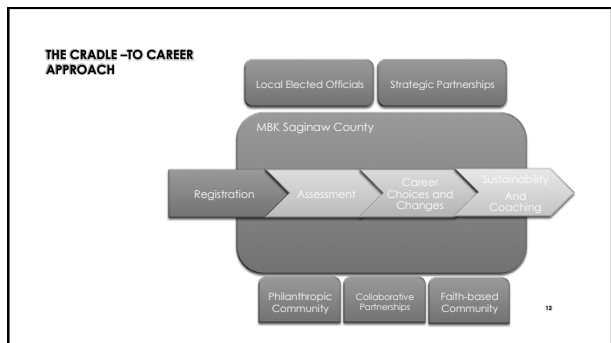 THE CRADLE –TO CAREER
APPROACH
Local Elected Officials
Strategic Partnerships
MBK Saginaw County
Registration
Assessment
Career
Choices and
Changes
Sustainability
And
Coaching
Philanthropic
Community
Collaborative
Partnerships
Faith-based
Community
12